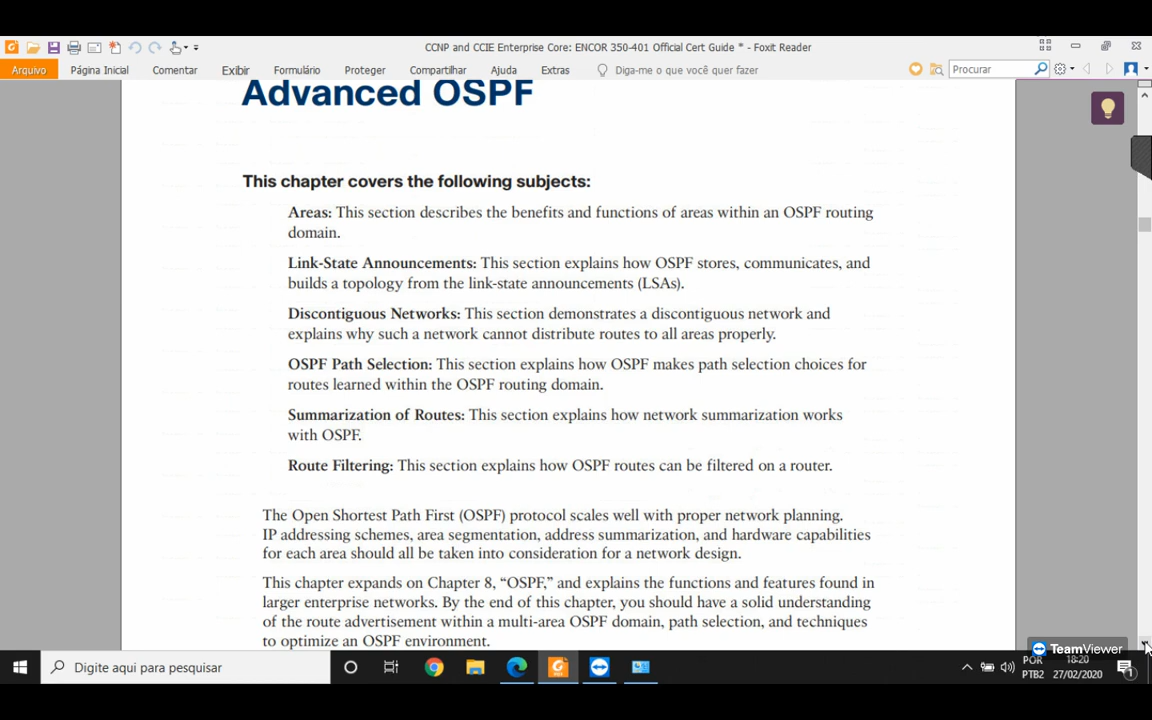 CCNP and CCIE Enterprise Core: ENCOR 350-401 Official Cert Guide * - Foxit Reader
Arquivo Página Inicial Comentar Exibir Formulário Proteger Compartilhar Ajuda Extras Diga-me o que você quer fazer Procurar
Advanced OSPF
This chapter covers the following subjects:
Areas: This section describes the benefits and functions of areas within an OSPF routing
domain.
Link-State Announcements: This section explains how OSPF stores, communicates, and
builds a topology from the link-state announcements (LSAs).
Discontiguous Networks: This section demonstrates a discontiguous network and
explains why such a network cannot distribute routes to all areas properly.
OSPF Path Selection: This section explains how OSPF makes path selection choices for
routes learned within the OSPF routing domain.
Summarization of Routes: This section explains how network summarization works
with OSPF.
Route Filtering: This section explains how OSPF routes can be filtered on a router.
The Open Shortest Path First (OSPF) protocol scales well with proper network planning.
IP addressing schemes, area segmentation, address summarization, and hardware capabilities
for each area should all be taken into consideration for a network design.
This chapter expands on Chapter 8, “OSPF,” and explains the functions and features found in
larger enterprise networks. By the end of this chapter, you should have a solid understanding
of the route advertisement within a multi-area OSPF domain, path selection, and techniques
to optimize an OSPF environment.
TeamViewer
Digite aqui para pesquisar
POR
PTB2
18:20
27/02/2020
1